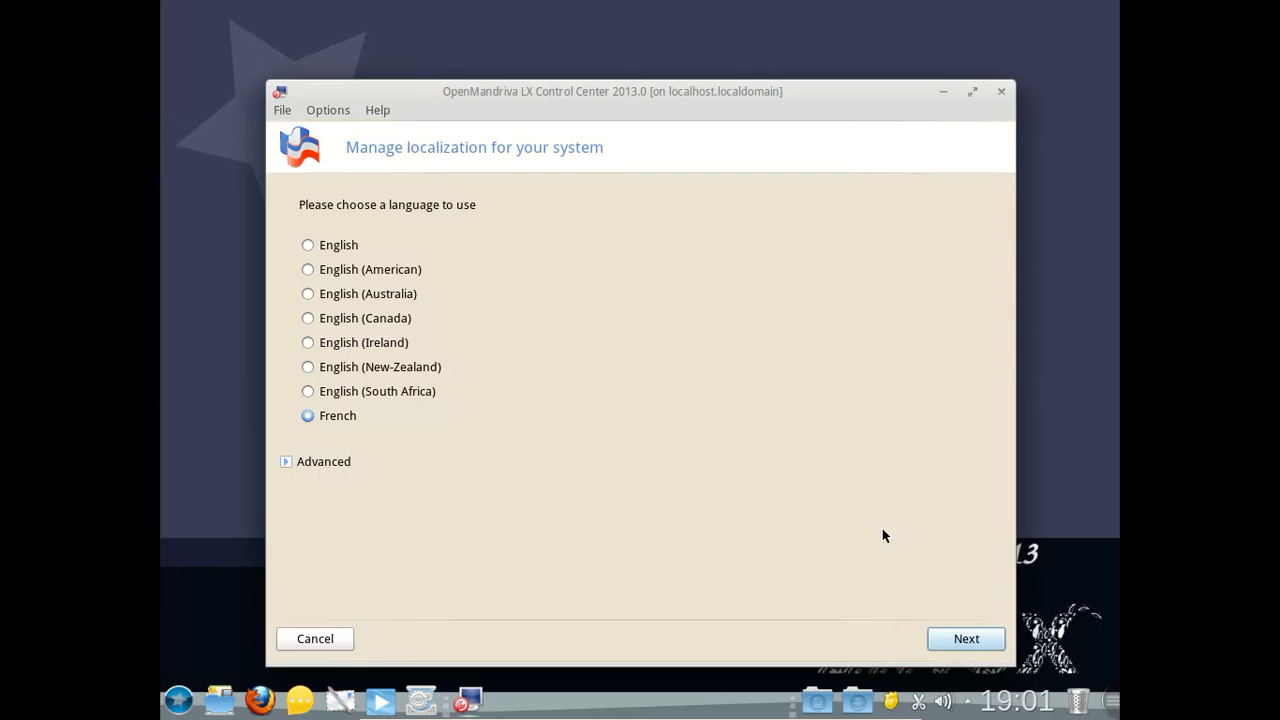 OpenMandriva LX Control Center 2013.0 [on localhost.localdomain]
File Options Help
Manage localization for your system
Please choose a language to use
English
English (American)
English (Australia)
English (Canada)
English (Ireland)
English (New-Zealand)
English (South Africa)
French
Advanced
Cancel
Next
13
X
19:01